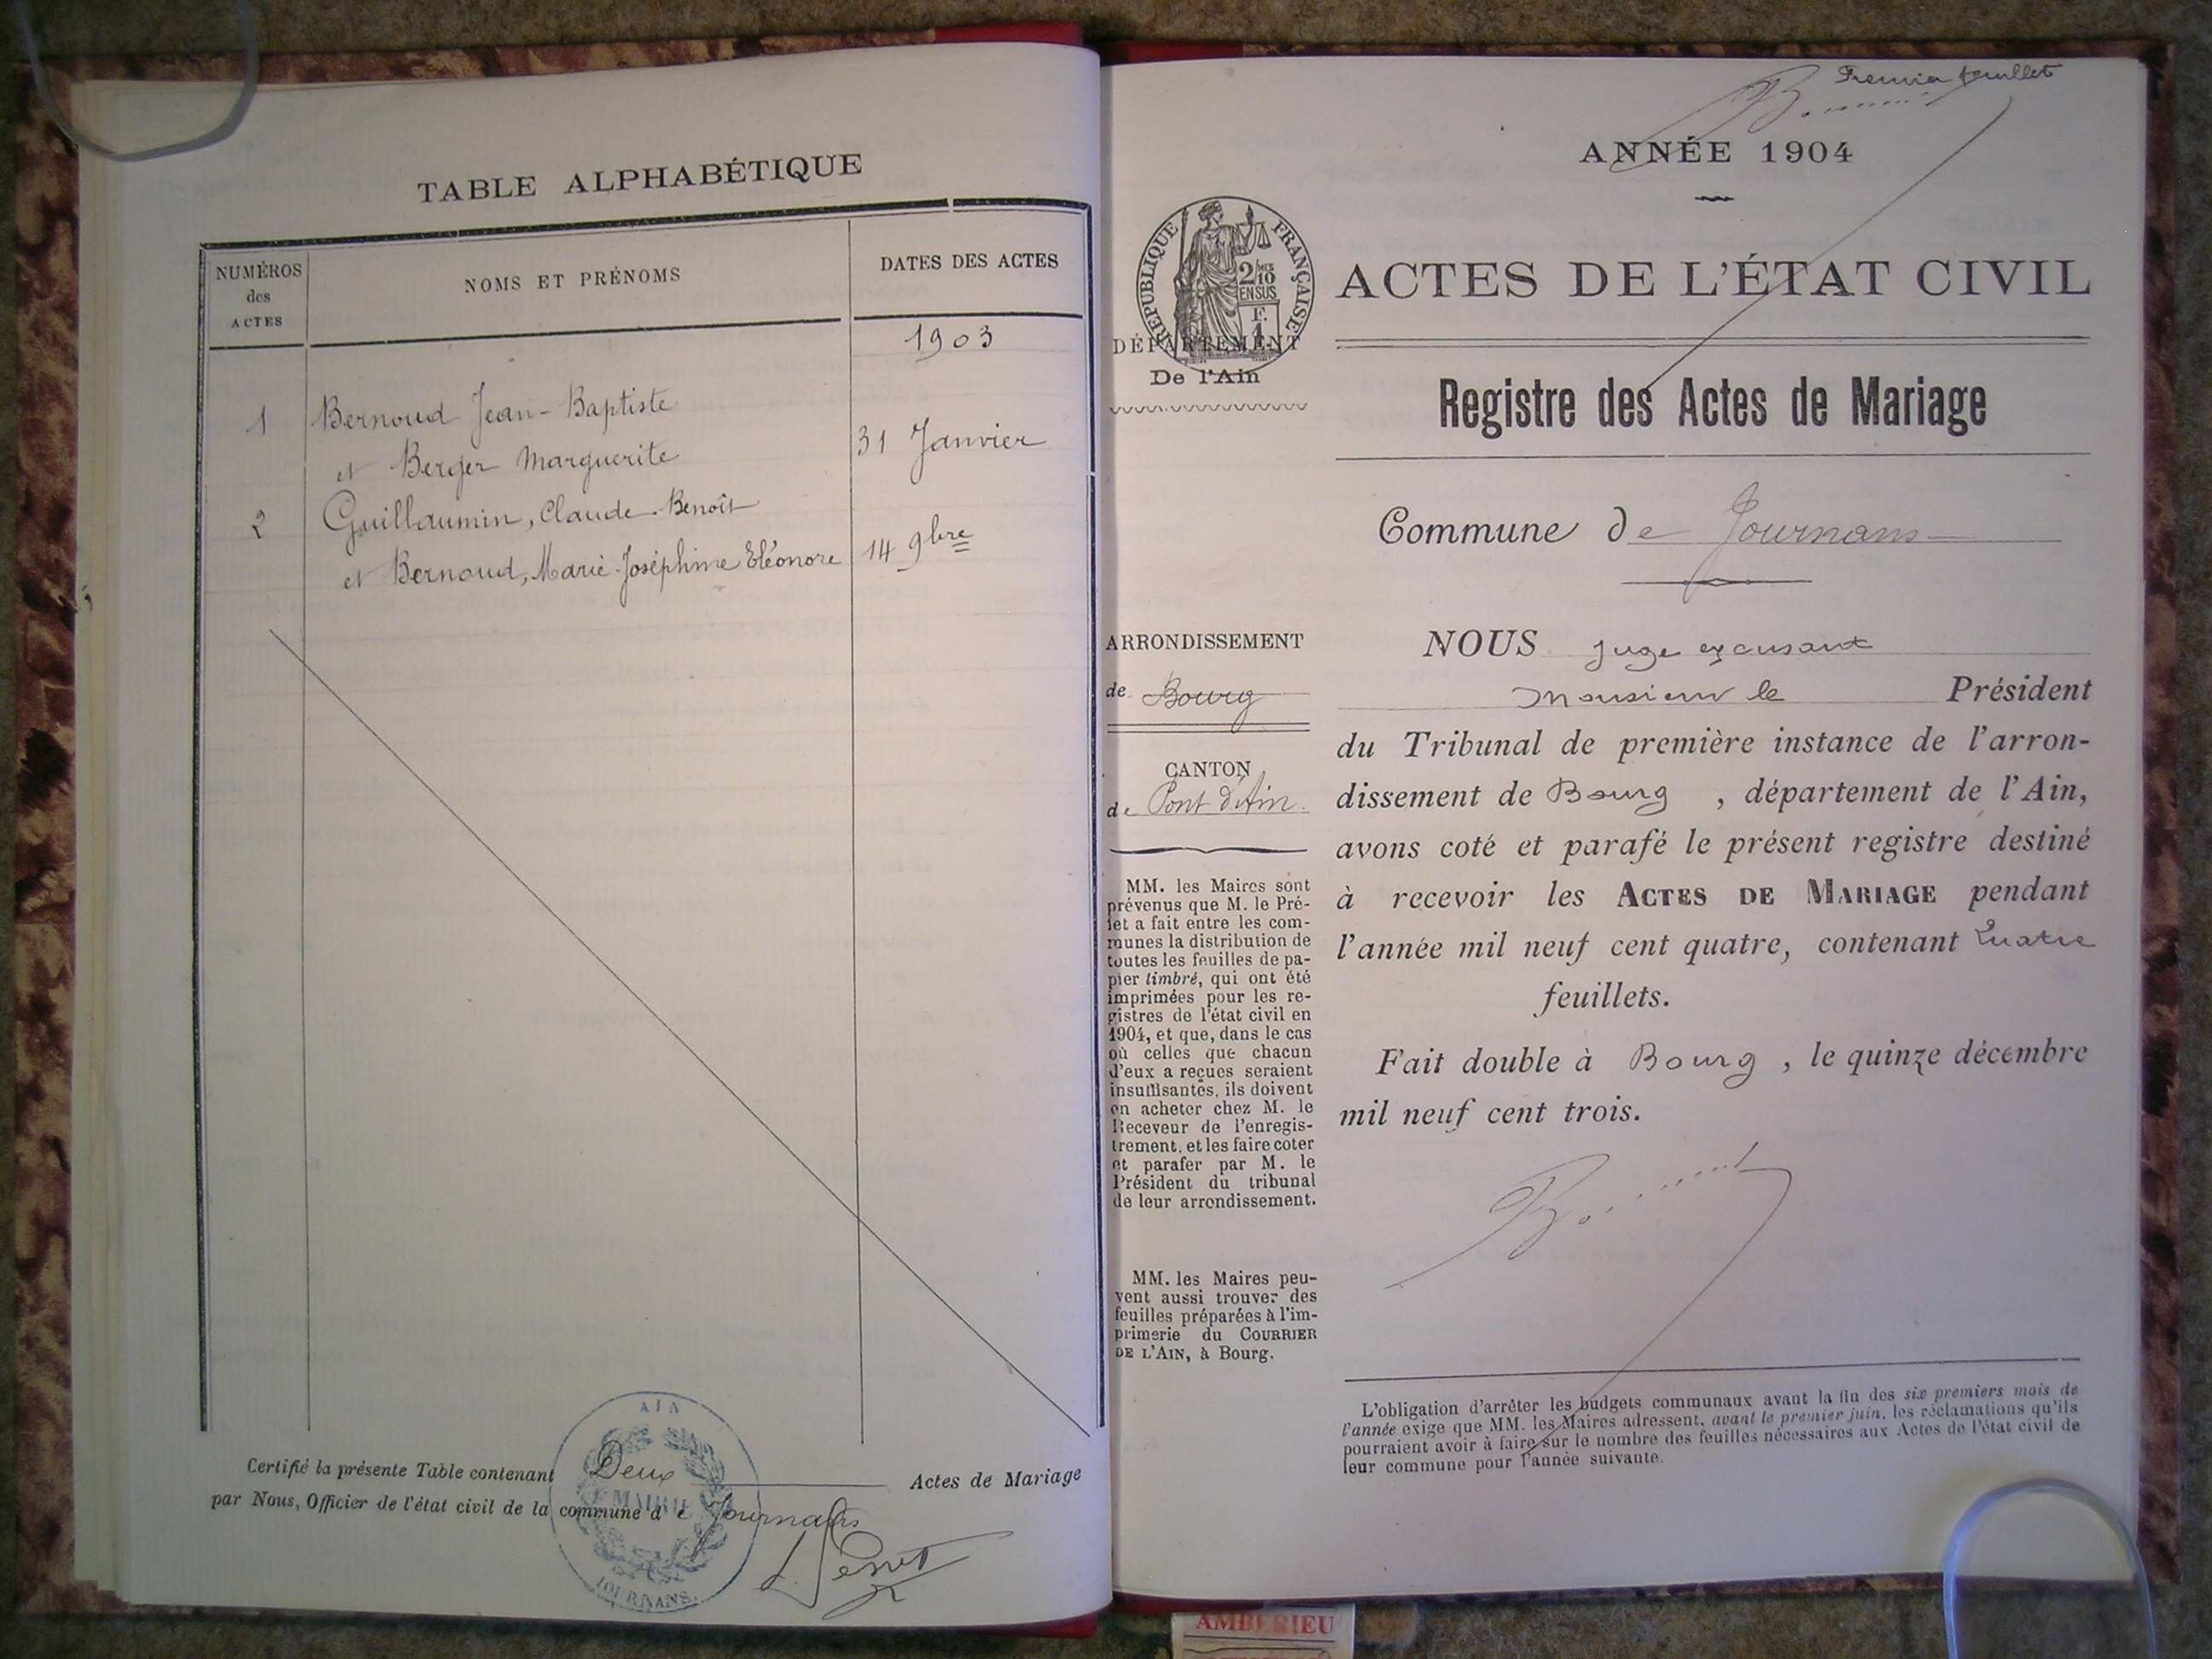 TABLE ALPHABÉTIQUE
NUMÉROS
des
ACTES
NOMS ET PRÉNOMS
DATES DES ACTES
1903
1 Bernoud Jean-Baptiste
et Berger Marguerite 31 Janvier
2 Guillaumin, Claude-Benoît
et Bernoud, Marie-Joséphine Eléonore 14 9bre
Certifié la présente Table contenant Deux Actes de Mariage
par Nous, Officier de l'état civil de la commune de Journans
AIN
MAIRIE
JOURNANS
Premier feuillet
ANNÉE 1904
RÉPUBLIQUE FRANÇAISE
2/10
EN SUS
F.
1
ACTES DE L'ÉTAT CIVIL
DÉPARTEMENT
De l'Ain
Registre des Actes de Mariage
Commune de Journans
ARRONDISSEMENT
de Bourg
CANTON
de Pont d'Ain.
MM. les Maires sont
prévenus que M. le Pré-
fet a fait entre les com-
munes la distribution de
toutes les feuilles de pa-
pier timbré, qui ont été
imprimées pour les re-
gistres de l'état civil en
1904, et que, dans le cas
où celles que chacun
d'eux a reçues seraient
insuffisantes, ils doivent
en acheter chez M. le
Receveur de l'enregis-
trement, et les faire coter
et parafer par M. le
Président du tribunal
de leur arrondissement.
MM. les Maires peu-
vent aussi trouver des
feuilles préparées à l'im-
primerie du COURRIER
DE L'AIN, à Bourg.
NOUS juge excusant
Monsieur le Président
du Tribunal de première instance de l'arron-
dissement de Bourg , département de l'Ain,
avons coté et parafé le présent registre destiné
à recevoir les ACTES DE MARIAGE pendant
l'année mil neuf cent quatre, contenant Quatre
feuillets.
Fait double à Bourg , le quinze décembre
mil neuf cent trois.
L'obligation d'arrêter les budgets communaux avant la fin des six premiers mois de
l'année exige que MM. les Maires adressent, avant le premier juin, les réclamations qu'ils
pourraient avoir à faire sur le nombre des feuilles nécessaires aux Actes de l'état civil de
leur commune pour l'année suivante.
AMBERIEU